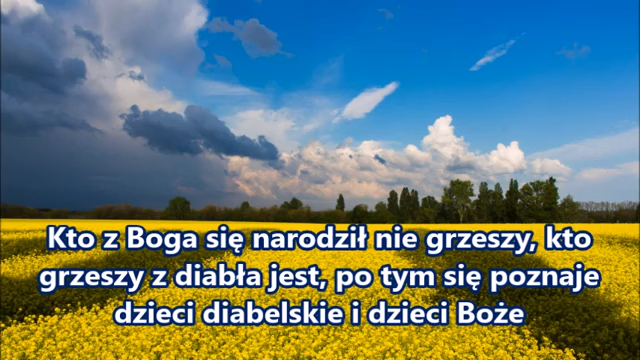 Kto z Boga się narodził nie grzeszy, kto
grzeszy z diabła jest, po tym się poznaje
dzieci diabelskie i dzieci Boże